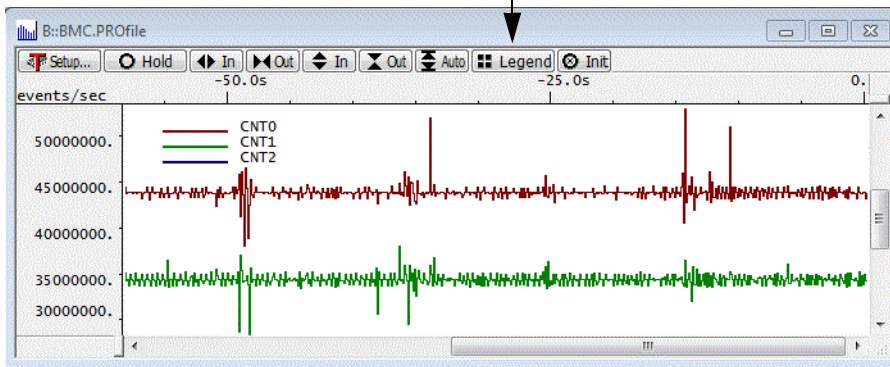 B::BMC.PROfile
Setup... Hold In Out In Out Auto Legend Init
-50.0s -25.0s 0.
events/sec
CNT0
50000000.
CNT1
CNT2
45000000.
40000000.
35000000.
30000000.